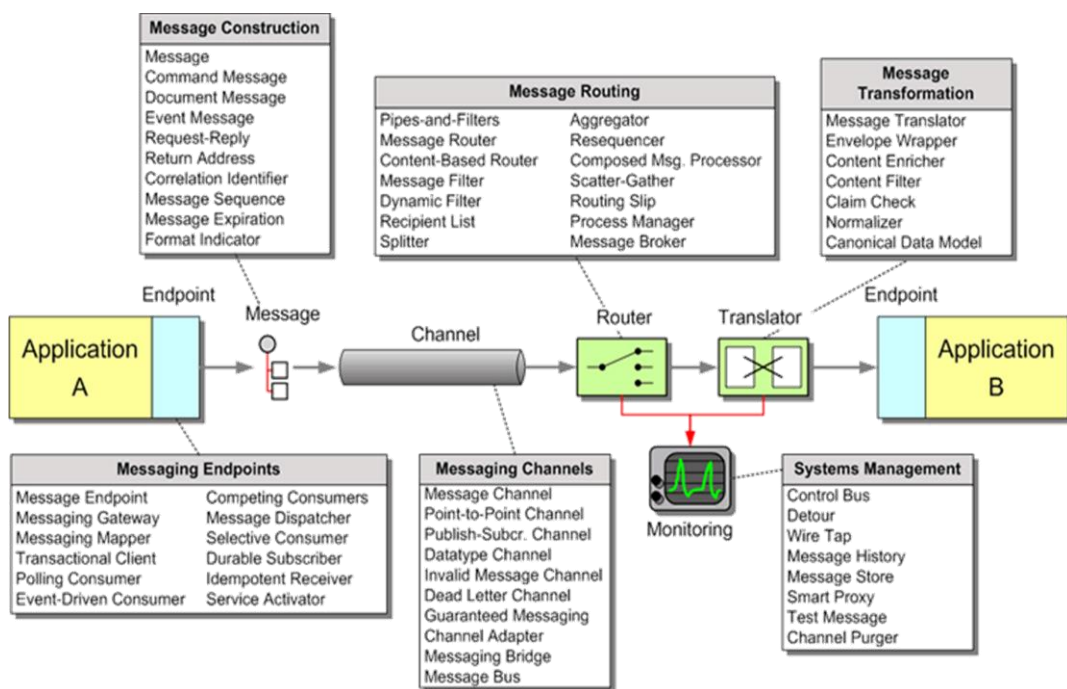 Message Construction
Message
Command Message
Document Message
Event Message
Request-Reply
Return Address
Correlation Identifier
Message Sequence
Message Expiration
Format Indicator
Message Routing
Pipes-and-Filters
Message Router
Content-Based Router
Message Filter
Dynamic Filter
Recipient List
Splitter
Aggregator
Resequencer
Composed Msg. Processor
Scatter-Gather
Routing Slip
Process Manager
Message Broker
Message
Transformation
Message Translator
Envelope Wrapper
Content Enricher
Content Filter
Claim Check
Normalizer
Canonical Data Model
Endpoint
Application
A
Message
Channel
Router
Translator
Endpoint
Application
B
Messaging Endpoints
Message Endpoint
Messaging Gateway
Messaging Mapper
Transactional Client
Polling Consumer
Event-Driven Consumer
Competing Consumers
Message Dispatcher
Selective Consumer
Durable Subscriber
Idempotent Receiver
Service Activator
Messaging Channels
Message Channel
Point-to-Point Channel
Publish-Subcr. Channel
Datatype Channel
Invalid Message Channel
Dead Letter Channel
Guaranteed Messaging
Channel Adapter
Messaging Bridge
Message Bus
Monitoring
Systems Management
Control Bus
Detour
Wire Tap
Message History
Message Store
Smart Proxy
Test Message
Channel Purger